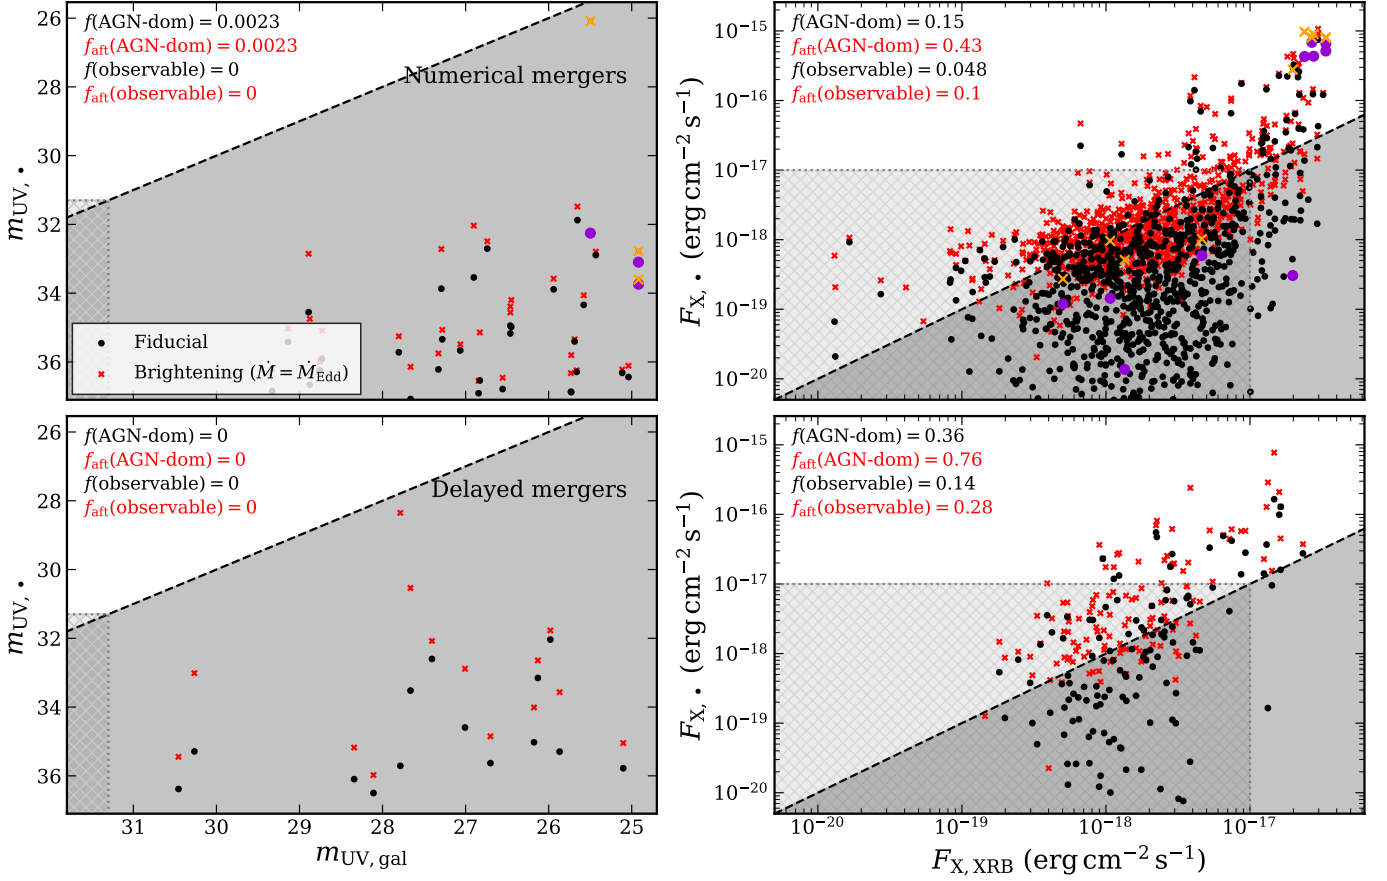 f(AGN-dom) = 0.0023
f_aft(AGN-dom) = 0.0023
f(observable) = 0
f_aft(observable) = 0
Numerical mergers
26
28
30
32
34
36
m_UV, •
Fiducial
Brightening (Ṁ = Ṁ_Edd)
f(AGN-dom) = 0.15
f_aft(AGN-dom) = 0.43
f(observable) = 0.048
f_aft(observable) = 0.1
10⁻¹⁵
10⁻¹⁶
10⁻¹⁷
10⁻¹⁸
10⁻¹⁹
10⁻²⁰
F_X, • (erg cm⁻² s⁻¹)
f(AGN-dom) = 0
f_aft(AGN-dom) = 0
f(observable) = 0
f_aft(observable) = 0
Delayed mergers
26
28
30
32
34
36
m_UV, •
31 30 29 28 27 26 25
m_UV, gal
f(AGN-dom) = 0.36
f_aft(AGN-dom) = 0.76
f(observable) = 0.14
f_aft(observable) = 0.28
10⁻¹⁵
10⁻¹⁶
10⁻¹⁷
10⁻¹⁸
10⁻¹⁹
10⁻²⁰
F_X, • (erg cm⁻² s⁻¹)
10⁻²⁰ 10⁻¹⁹ 10⁻¹⁸ 10⁻¹⁷
F_X, XRB (erg cm⁻² s⁻¹)